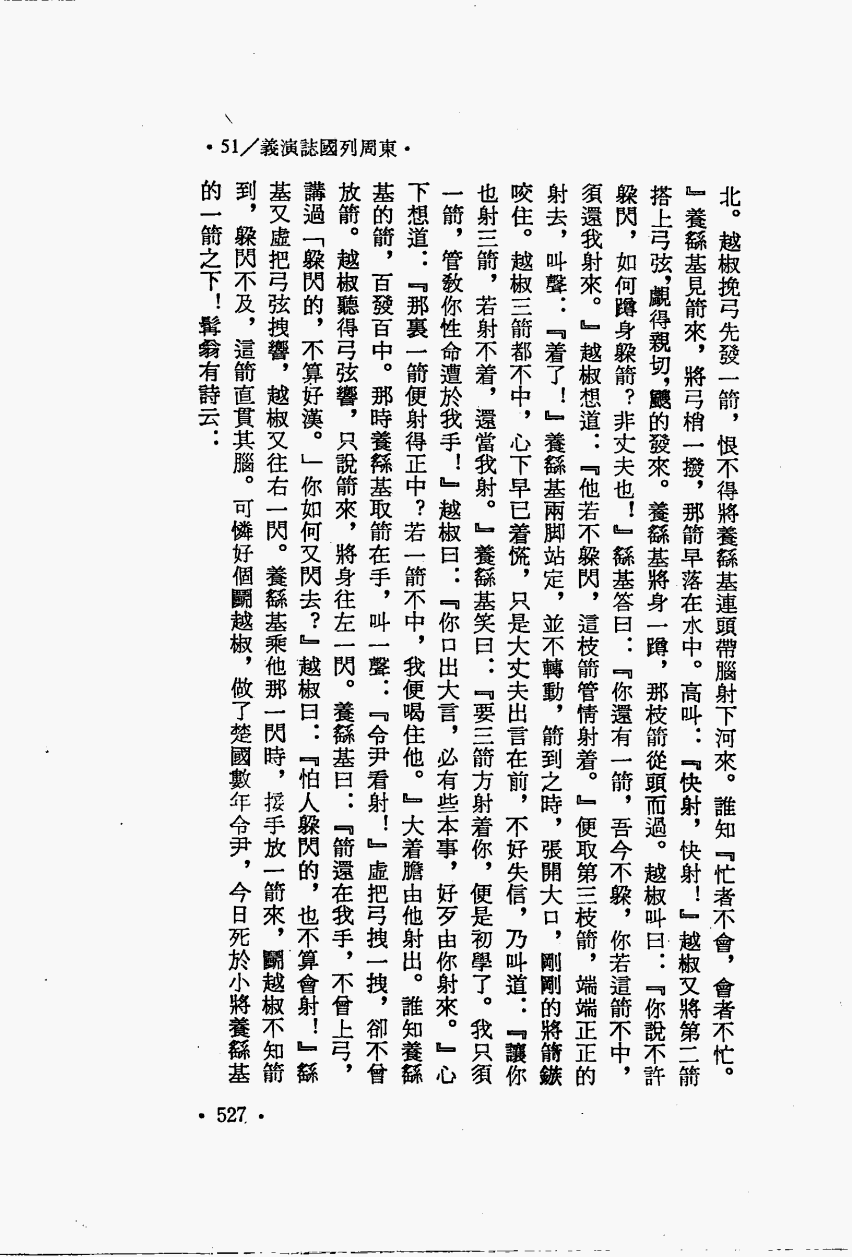 •51/義演誌國列周東•
北。越椒挽弓先發一箭，恨不得將養繇基連頭帶腦射下河來。誰知『忙者不會，會者不忙。
』養繇基見箭來，將弓梢一撥，那箭早落在水中。高叫：『快射，快射！』越椒又將第二箭
搭上弓弦，覷得親切，颼的發來。養繇基將身一蹲，那枝箭從頭而過。越椒叫曰：『你說不許
躲閃，如何蹲身躲箭？非丈夫也！』繇基答曰：『你還有一箭，吾今不躲，你若這箭不中，
須還我射來。』越椒想道：『他若不躲閃，這枝箭管情射着。』便取第三枝箭，端端正正的
射去，叫聲：『着了！』養繇基兩脚站定，並不轉動，箭到之時，張開大口，剛剛的將箭鏃
咬住。越椒三箭都不中，心下早已着慌，只是大丈夫出言在前，不好失信，乃叫道：『讓你
也射三箭，若射不着，還當我射。』養繇基笑曰：『要三箭方射着你，便是初學了。我只須
一箭，管教你性命遭於我手！』越椒曰：『你口出大言，必有些本事，好歹由你射來。』心
下想道：『那裏一箭便射得正中？若一箭不中，我便喝住他。』大着膽由他射出。誰知養繇
基的箭，百發百中。那時養繇基取箭在手，叫一聲：『令尹看射！』虛把弓拽一拽，卻不曾
放箭。越椒聽得弓弦響，只說箭來，將身往左一閃。養繇基曰：『箭還在我手，不曾上弓，
講過「躲閃的，不算好漢。」你如何又閃去？』越椒曰：『怕人躲閃的，也不算會射！』繇
基又虛把弓弦拽響，越椒又往右一閃。養繇基乘他那一閃時，接手放一箭來，鬭越椒不知箭
到，躲閃不及，這箭直貫其腦。可憐好個鬭越椒，做了楚國數年令尹，今日死於小將養繇基
的一箭之下！髯翁有詩云：
•527•